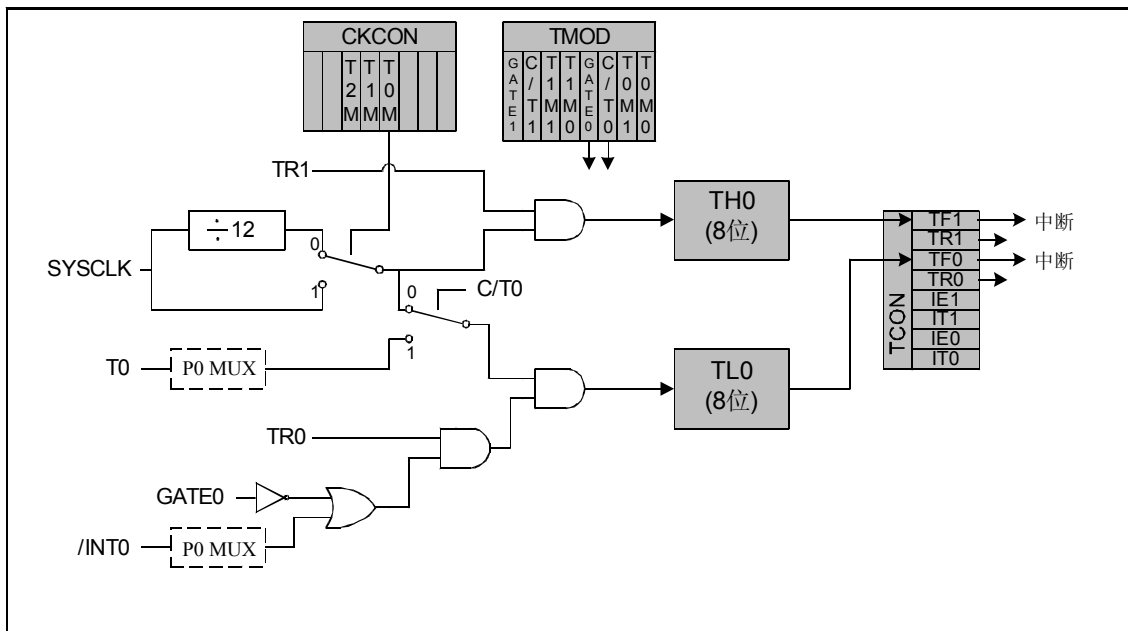 CKCON
T2M
T1M
T0M
TMOD
GATE1
C/T1
T1M1
T1M0
GATE0
C/T0
T0M1
T0M0
TR1
÷12
0
SYSCLK
1
TH0
(8位)
TF1
中断
TR1
TF0
中断
TR0
IE1
IT1
IE0
IT0
TCON
C/T0
0
1
T0
P0 MUX
TL0
(8位)
TR0
GATE0
/INT0
P0 MUX